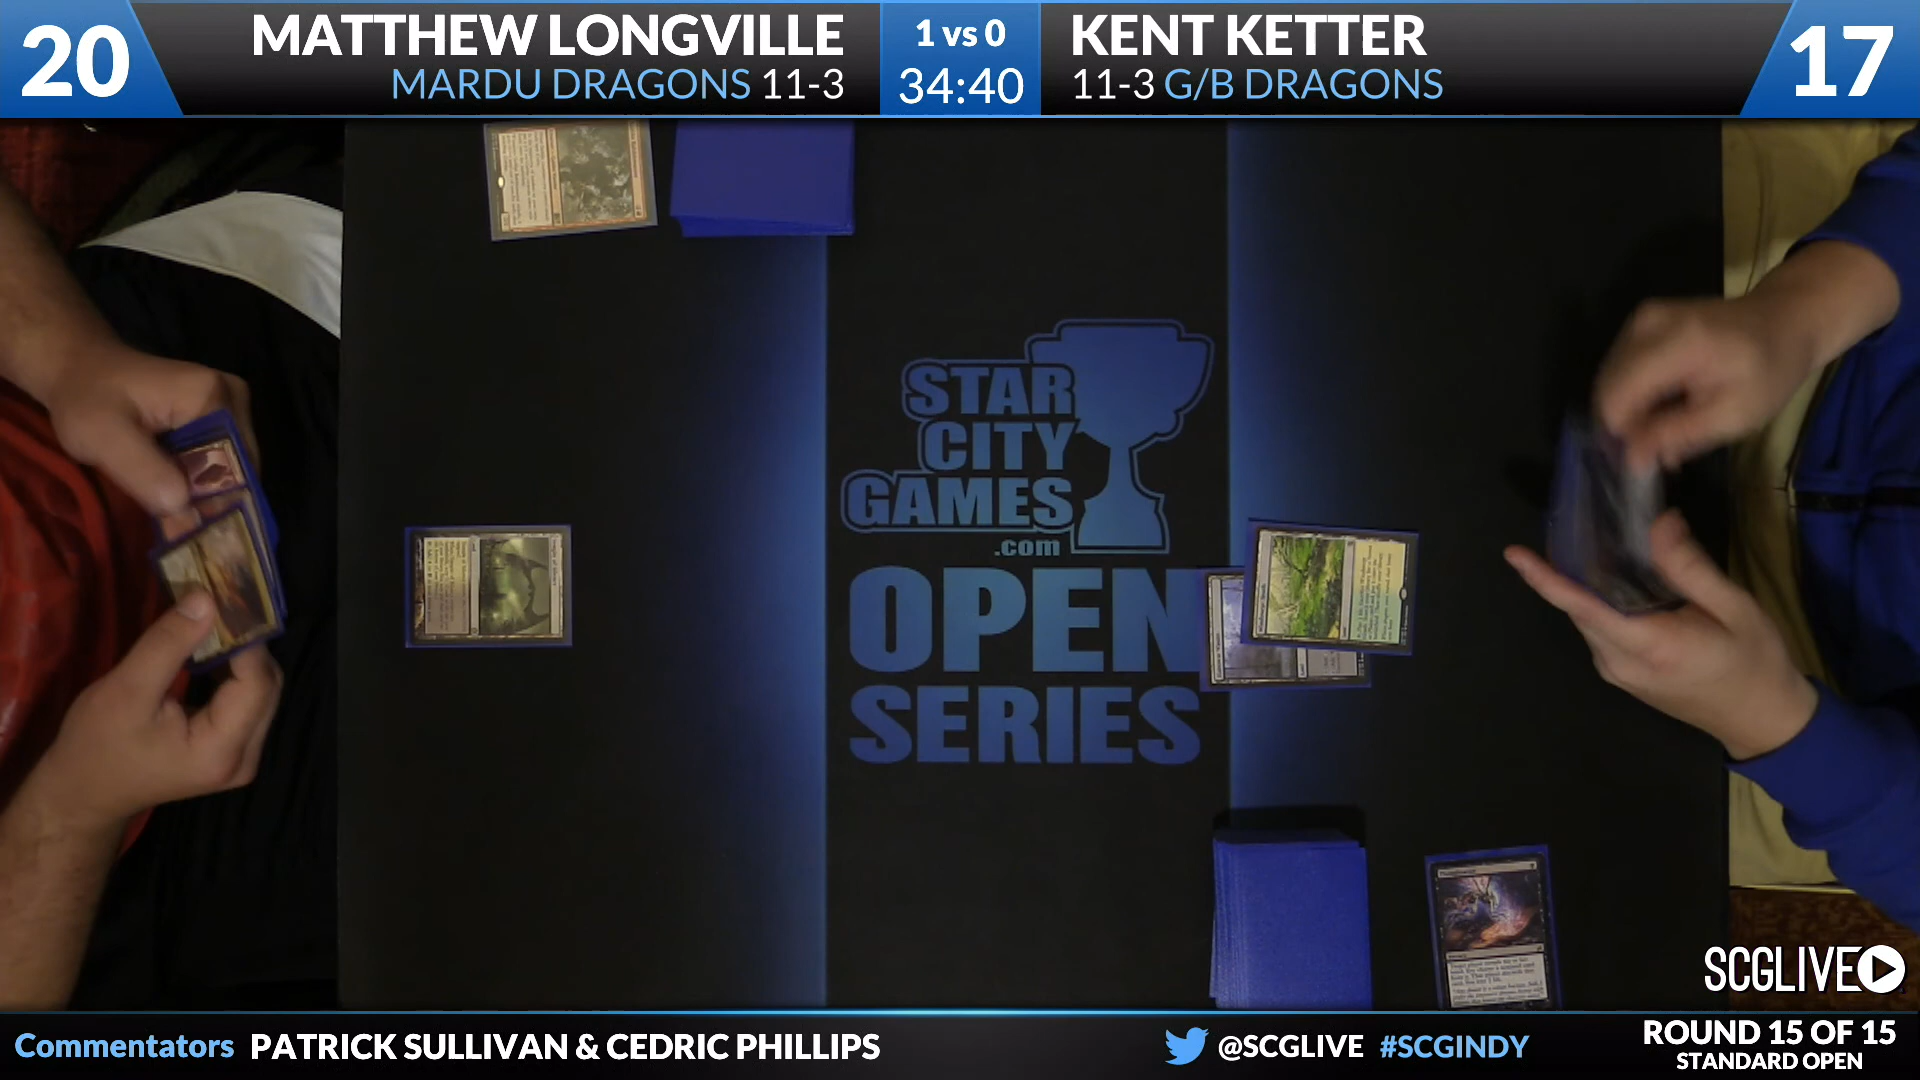 20
MATTHEW LONGVILLE
MARDU DRAGONS 11-3
1 vs 0
34:40
KENT KETTER
11-3 G/B DRAGONS
17
STAR
CITY
GAMES
.com
OPEN
SERIES
SCGLIVE
Commentators PATRICK SULLIVAN & CEDRIC PHILLIPS
@SCGLIVE #SCGINDY
ROUND 15 OF 15
STANDARD OPEN